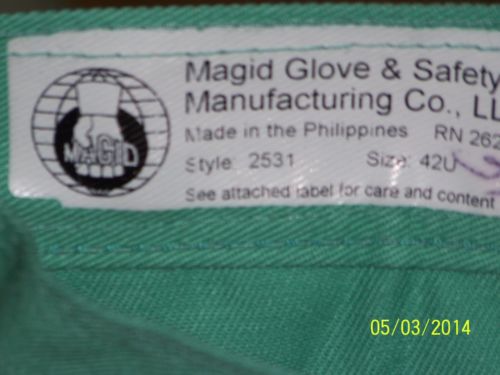 MAGID
Magid Glove & Safety
Manufacturing Co., LL
Made in the Philippines RN 262
Style: 2531 Size: 42U
See attached label for care and content
05/03/2014